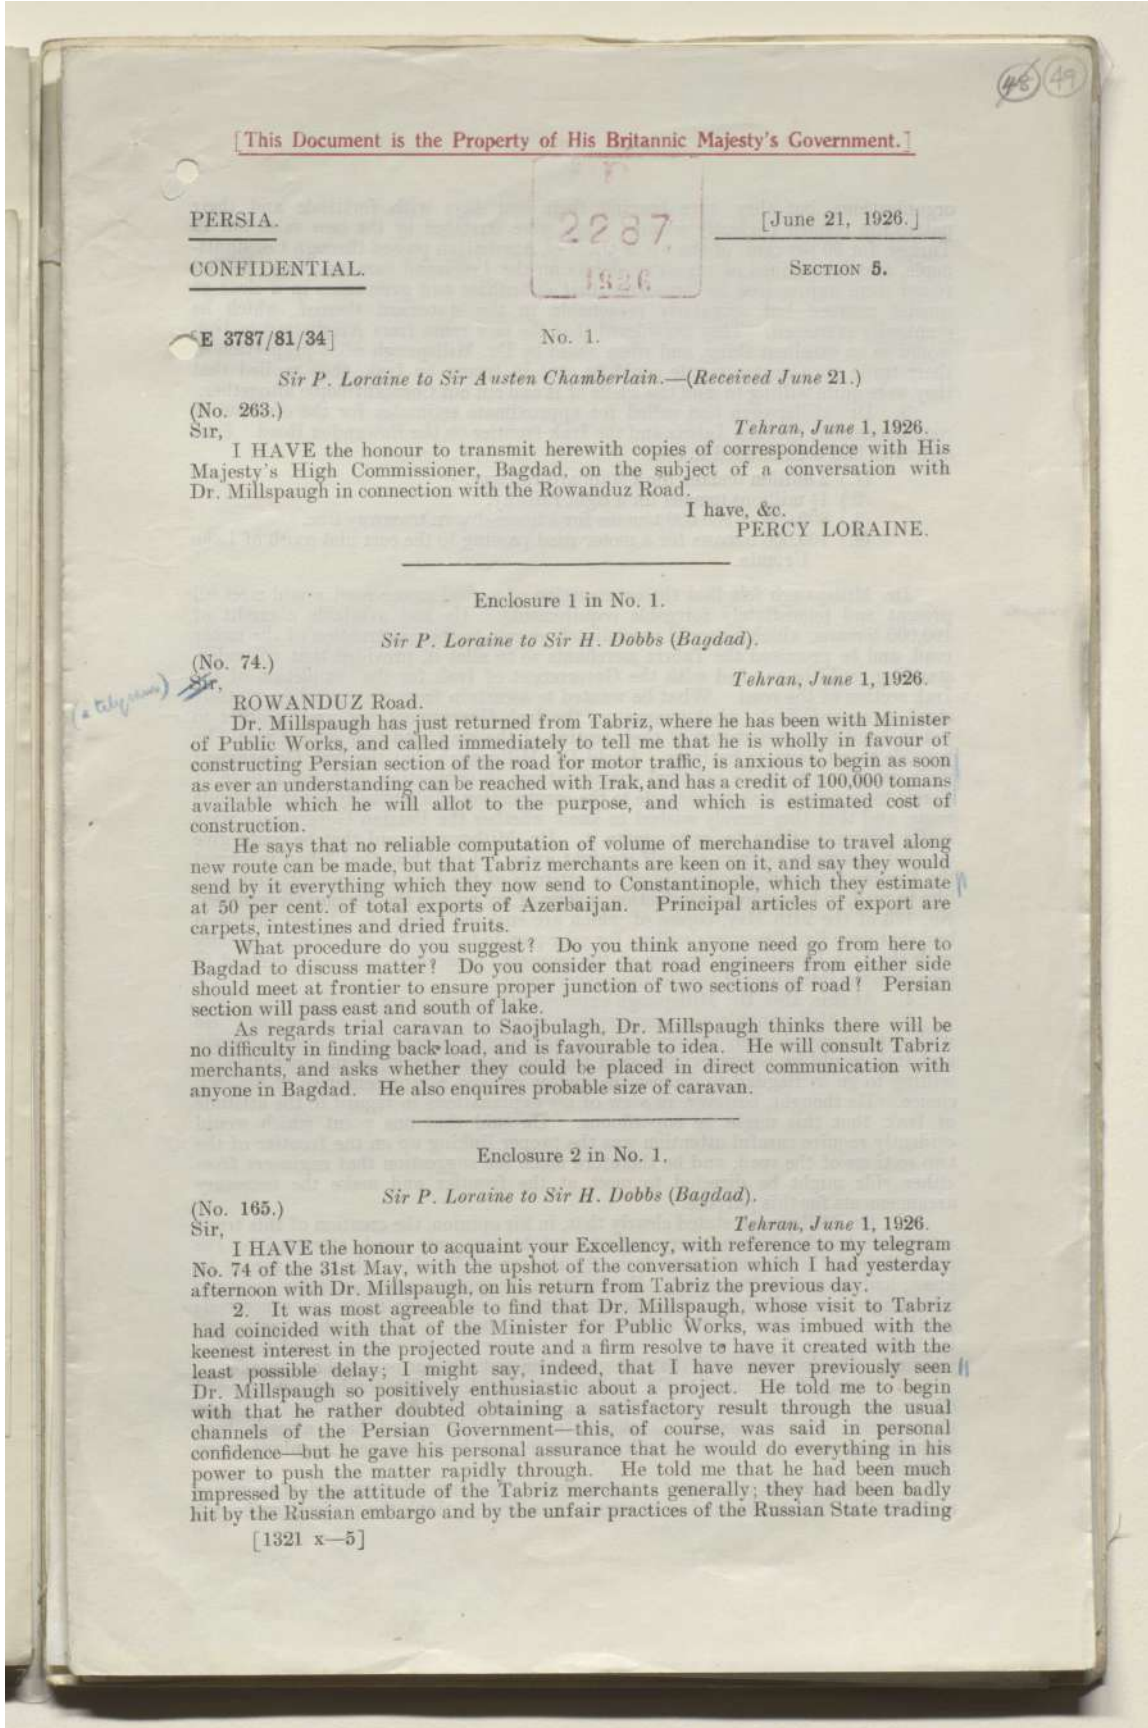 48 49
[This Document is the Property of His Britannic Majesty's Government.]
P
2287
1926
PERSIA.
[June 21, 1926.]
CONFIDENTIAL.
SECTION 5.
[E 3787/81/34]
No. 1.
Sir P. Loraine to Sir Austen Chamberlain.—(Received June 21.)
(No. 263.)
Sir,
Tehran, June 1, 1926.
I HAVE the honour to transmit herewith copies of correspondence with His
Majesty's High Commissioner, Bagdad, on the subject of a conversation with
Dr. Millspaugh in connection with the Rowanduz Road.
I have, &c.
PERCY LORAINE.
Enclosure 1 in No. 1.
Sir P. Loraine to Sir H. Dobbs (Bagdad).
(No. 74.)
(a telegram) Sir,
Tehran, June 1, 1926.
ROWANDUZ Road.
Dr. Millspaugh has just returned from Tabriz, where he has been with Minister
of Public Works, and called immediately to tell me that he is wholly in favour of
constructing Persian section of the road for motor traffic, is anxious to begin as soon
as ever an understanding can be reached with Irak, and has a credit of 100,000 tomans
available which he will allot to the purpose, and which is estimated cost of
construction.
He says that no reliable computation of volume of merchandise to travel along
new route can be made, but that Tabriz merchants are keen on it, and say they would
send by it everything which they now send to Constantinople, which they estimate
at 50 per cent. of total exports of Azerbaijan. Principal articles of export are
carpets, intestines and dried fruits.
What procedure do you suggest? Do you think anyone need go from here to
Bagdad to discuss matter? Do you consider that road engineers from either side
should meet at frontier to ensure proper junction of two sections of road? Persian
section will pass east and south of lake.
As regards trial caravan to Saojbulagh, Dr. Millspaugh thinks there will be
no difficulty in finding back-load, and is favourable to idea. He will consult Tabriz
merchants, and asks whether they could be placed in direct communication with
anyone in Bagdad. He also enquires probable size of caravan.
Enclosure 2 in No. 1.
Sir P. Loraine to Sir H. Dobbs (Bagdad).
(No. 165.)
Sir,
Tehran, June 1, 1926.
I HAVE the honour to acquaint your Excellency, with reference to my telegram
No. 74 of the 31st May, with the upshot of the conversation which I had yesterday
afternoon with Dr. Millspaugh, on his return from Tabriz the previous day.
2. It was most agreeable to find that Dr. Millspaugh, whose visit to Tabriz
had coincided with that of the Minister for Public Works, was imbued with the
keenest interest in the projected route and a firm resolve to have it created with the
least possible delay; I might say, indeed, that I have never previously seen
Dr. Millspaugh so positively enthusiastic about a project. He told me to begin
with that he rather doubted obtaining a satisfactory result through the usual
channels of the Persian Government—this, of course, was said in personal
confidence—but he gave his personal assurance that he would do everything in his
power to push the matter rapidly through. He told me that he had been much
impressed by the attitude of the Tabriz merchants generally; they had been badly
hit by the Russian embargo and by the unfair practices of the Russian State trading
[1321 x—5]